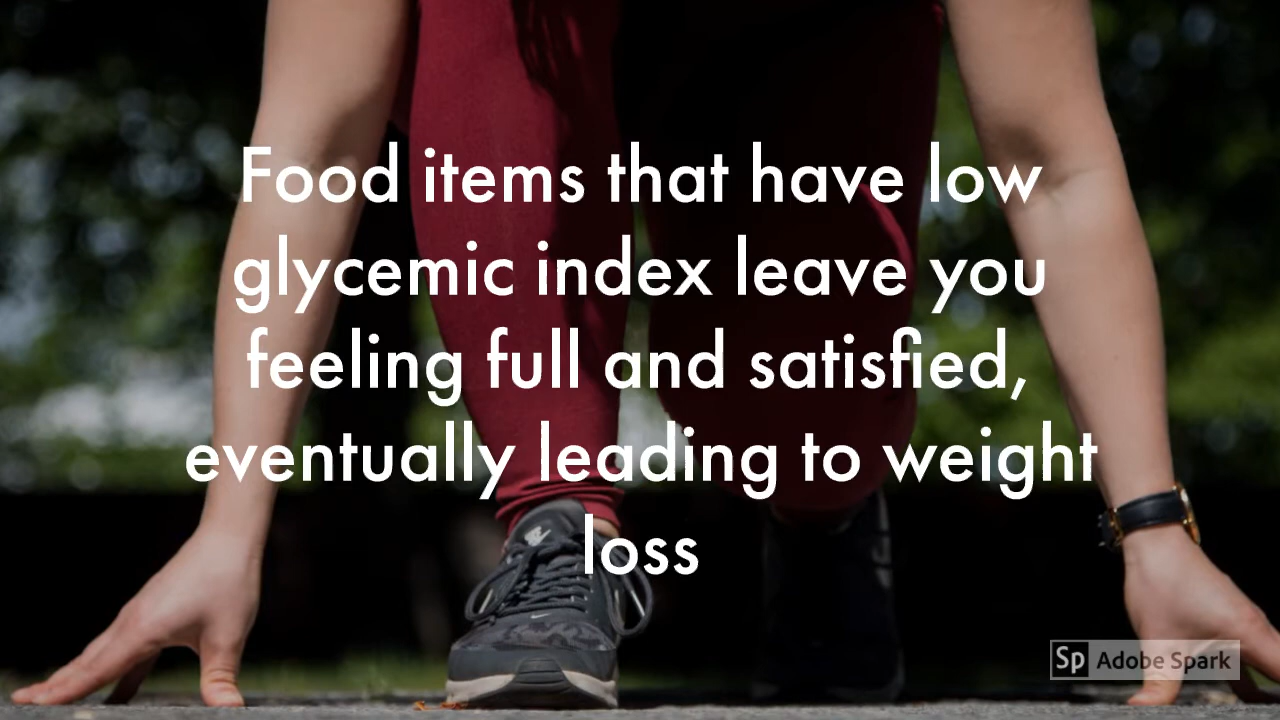 Food items that have low
glycemic index leave you
feeling full and satisfied,
eventually leading to weight
loss
Sp Adobe Spark